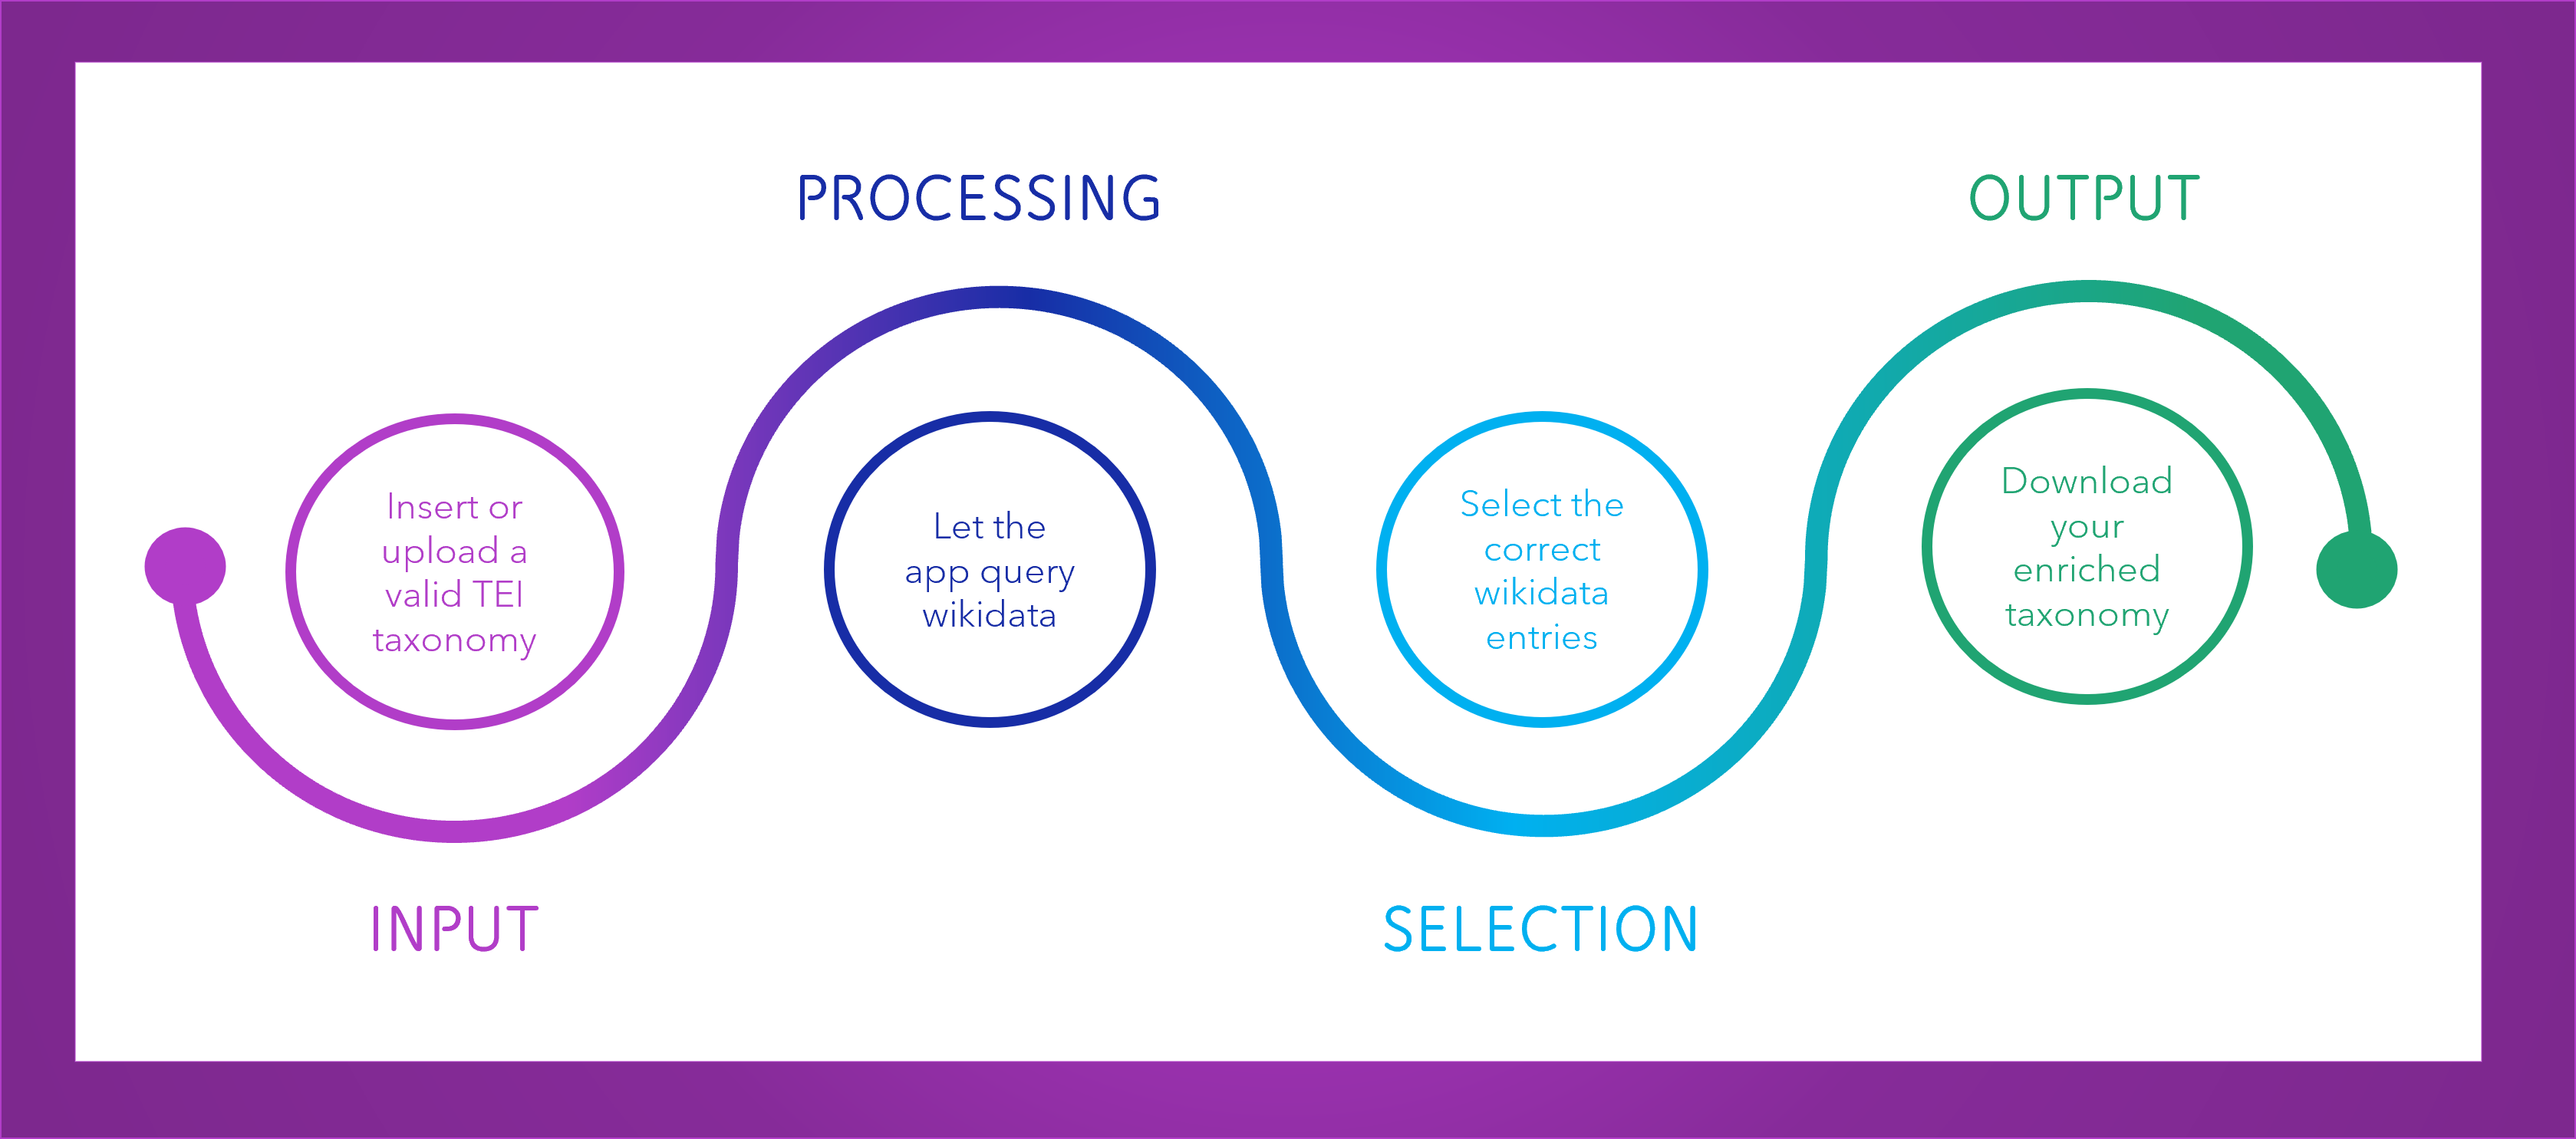 PROCESSING
OUTPUT
Insert or
upload a
valid TEI
taxonomy
Let the
app query
wikidata
Select the
correct
wikidata
entries
Download
your
enriched
taxonomy
INPUT
SELECTION